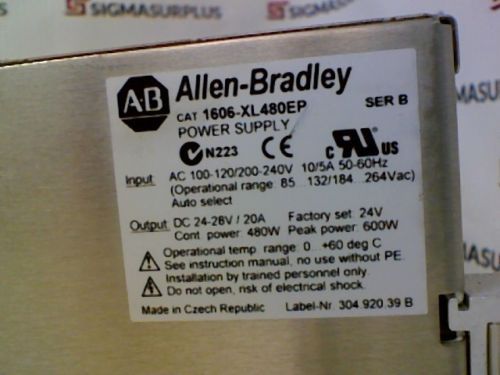 SIGMASURPLUS
SIGMASURPLUS
AB Allen-Bradley
CAT 1606-XL480EP SER B
POWER SUPPLY
N223 CE c UR US
Input: AC 100-120/200-240V 10/5A 50-60Hz
(Operational range: 85...132/184...264Vac)
Auto select
Output: DC 24-28V / 20A Factory set: 24V
Cont. power: 480W Peak power: 600W
Operational temp. range: 0...+60 deg C
See instruction manual, no use without PE.
Installation by trained personnel only.
Do not open, risk of electrical shock.
Made in Czech Republic Label-Nr. 304 920.39 B